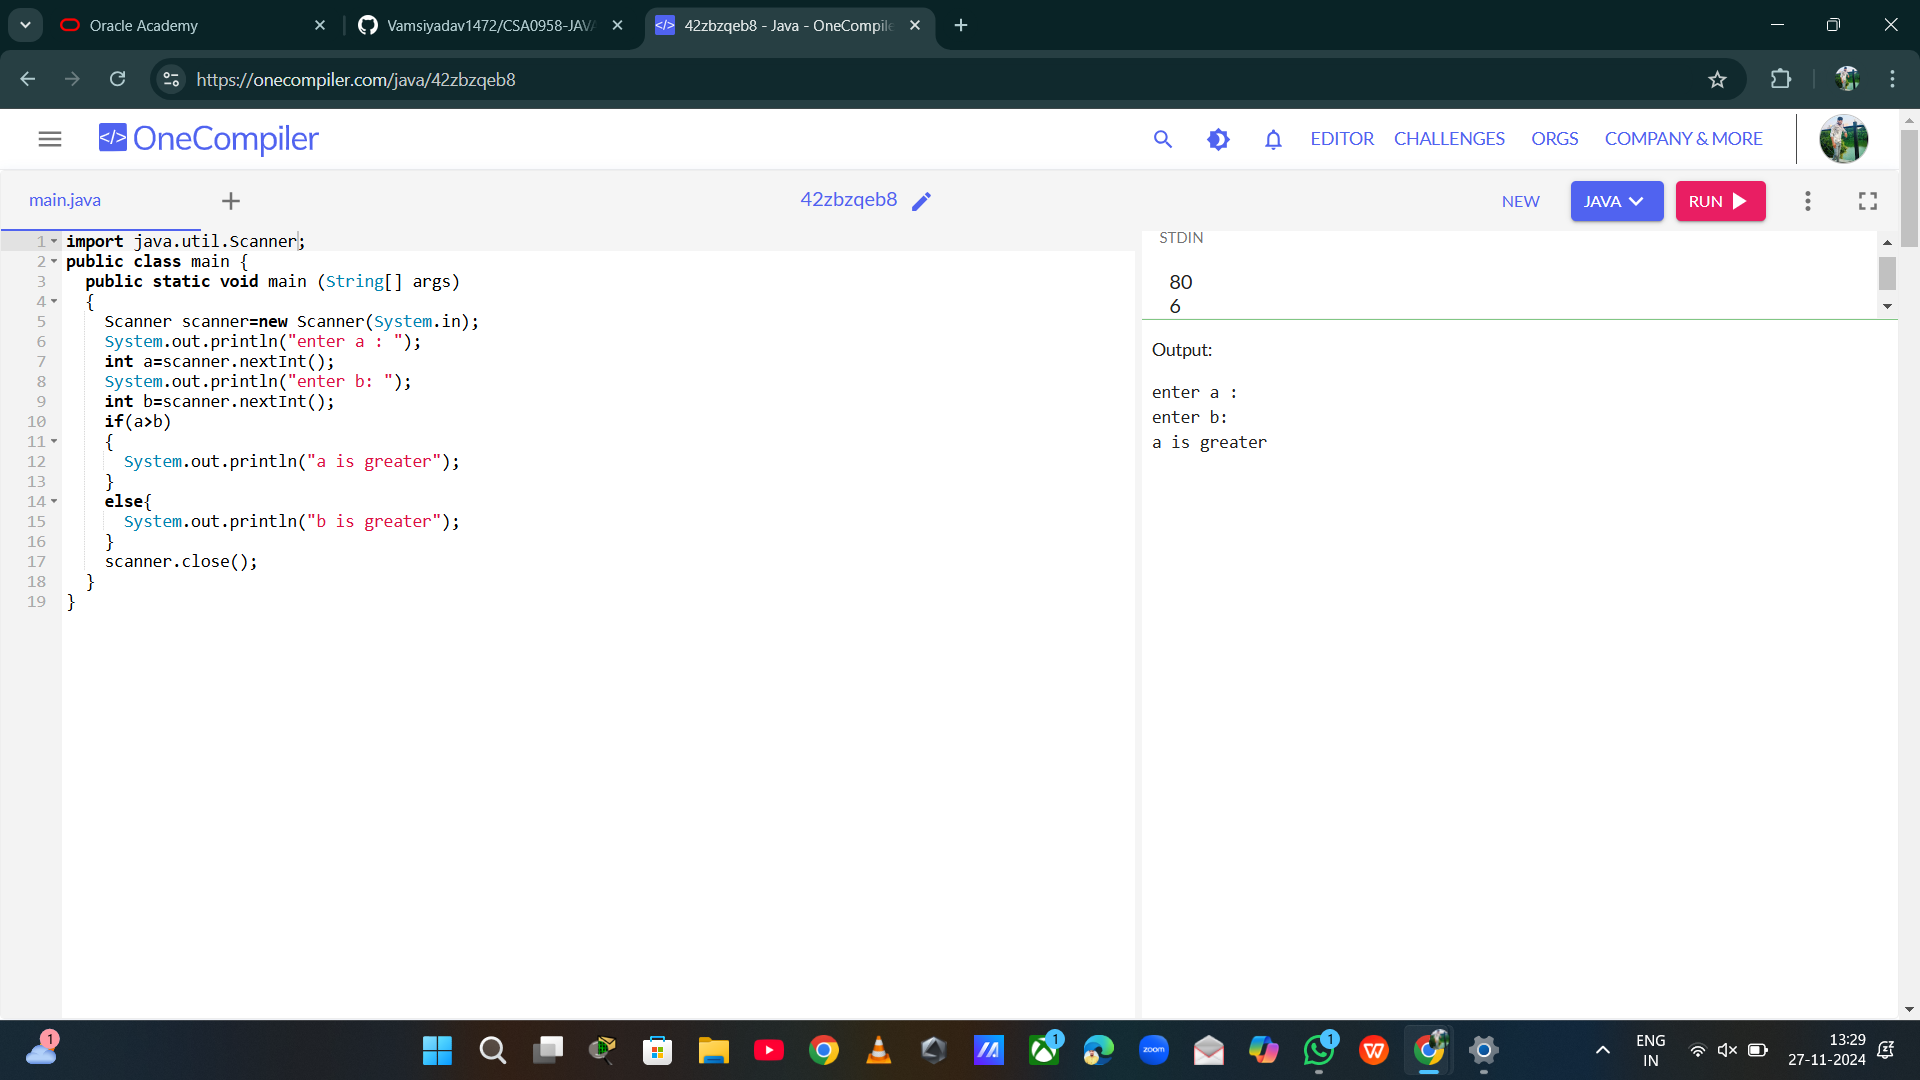 Oracle Academy
Vamsiyadav1472/CSA0958-JAVA
42zbzqeb8 - Java - OneCompile
https://onecompiler.com/java/42zbzqeb8
</> OneCompiler
EDITOR CHALLENGES ORGS COMPANY & MORE
main.java
42zbzqeb8
NEW JAVA RUN
1 import java.util.Scanner;
2 public class main {
3 public static void main (String[] args)
4 {
5 Scanner scanner=new Scanner(System.in);
6 System.out.println("enter a : ");
7 int a=scanner.nextInt();
8 System.out.println("enter b: ");
9 int b=scanner.nextInt();
10 if(a>b)
11 {
12 System.out.println("a is greater");
13 }
14 else{
15 System.out.println("b is greater");
16 }
17 scanner.close();
18 }
19 }
STDIN
80
6
Output:
enter a :
enter b:
a is greater
1
1
zoom
1
W
ENG
IN
13:29
27-11-2024